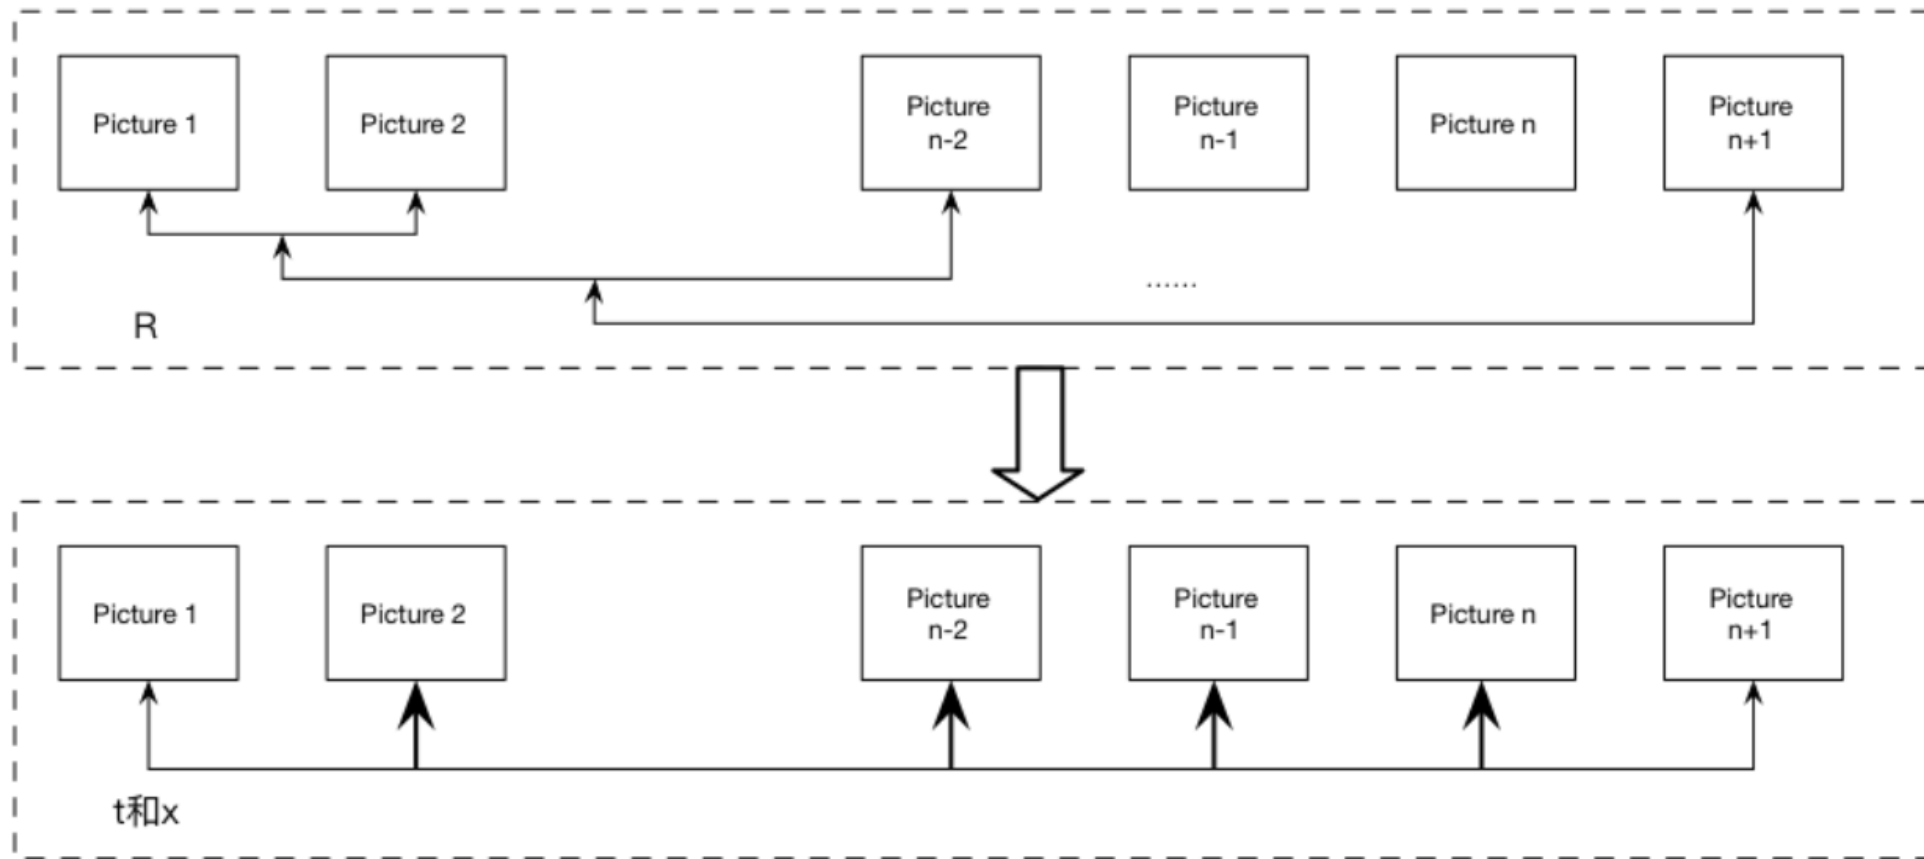 Picture 1
Picture 2
Picture
n-2
Picture
n-1
Picture n
Picture
n+1
......
R
Picture 1
Picture 2
Picture
n-2
Picture
n-1
Picture n
Picture
n+1
t和x